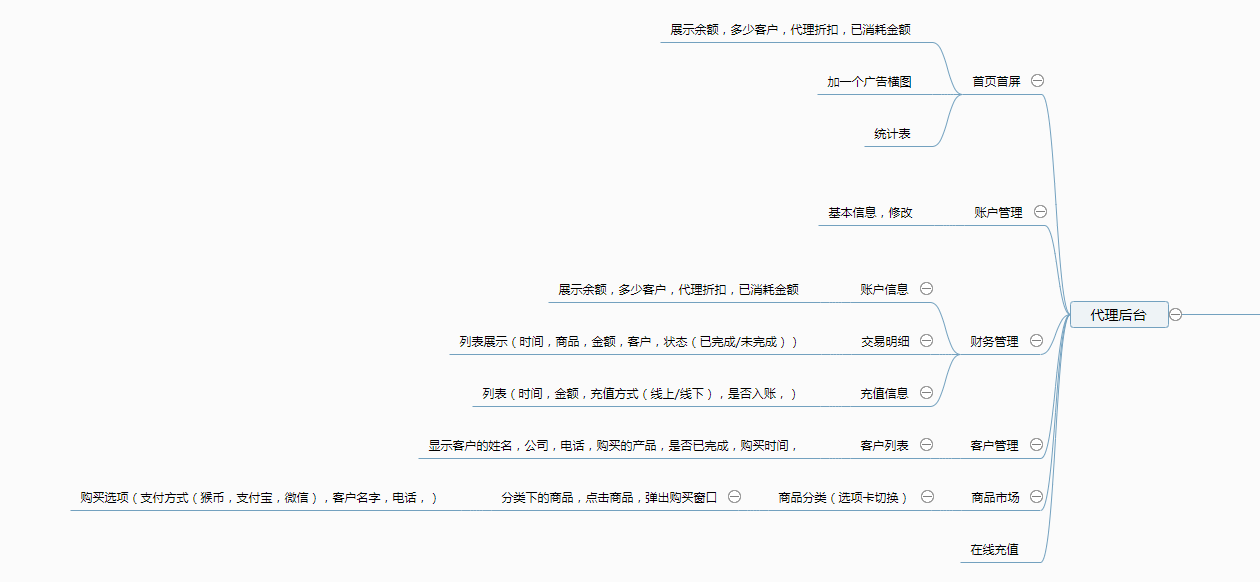 展示余额，多少客户，代理折扣，已消耗金额
加一个广告横图
首页首屏
统计表
基本信息，修改
账户管理
展示余额，多少客户，代理折扣，已消耗金额
账户信息
代理后台
列表展示（时间，商品，金额，客户，状态（已完成/未完成））
交易明细
财务管理
列表（时间，金额，充值方式（线上/线下），是否入账，）
充值信息
显示客户的姓名，公司，电话，购买的产品，是否已完成，购买时间，
客户列表
客户管理
购买选项（支付方式（猴币，支付宝，微信），客户名字，电话，）
分类下的商品，点击商品，弹出购买窗口
商品分类（选项卡切换）
商品市场
在线充值